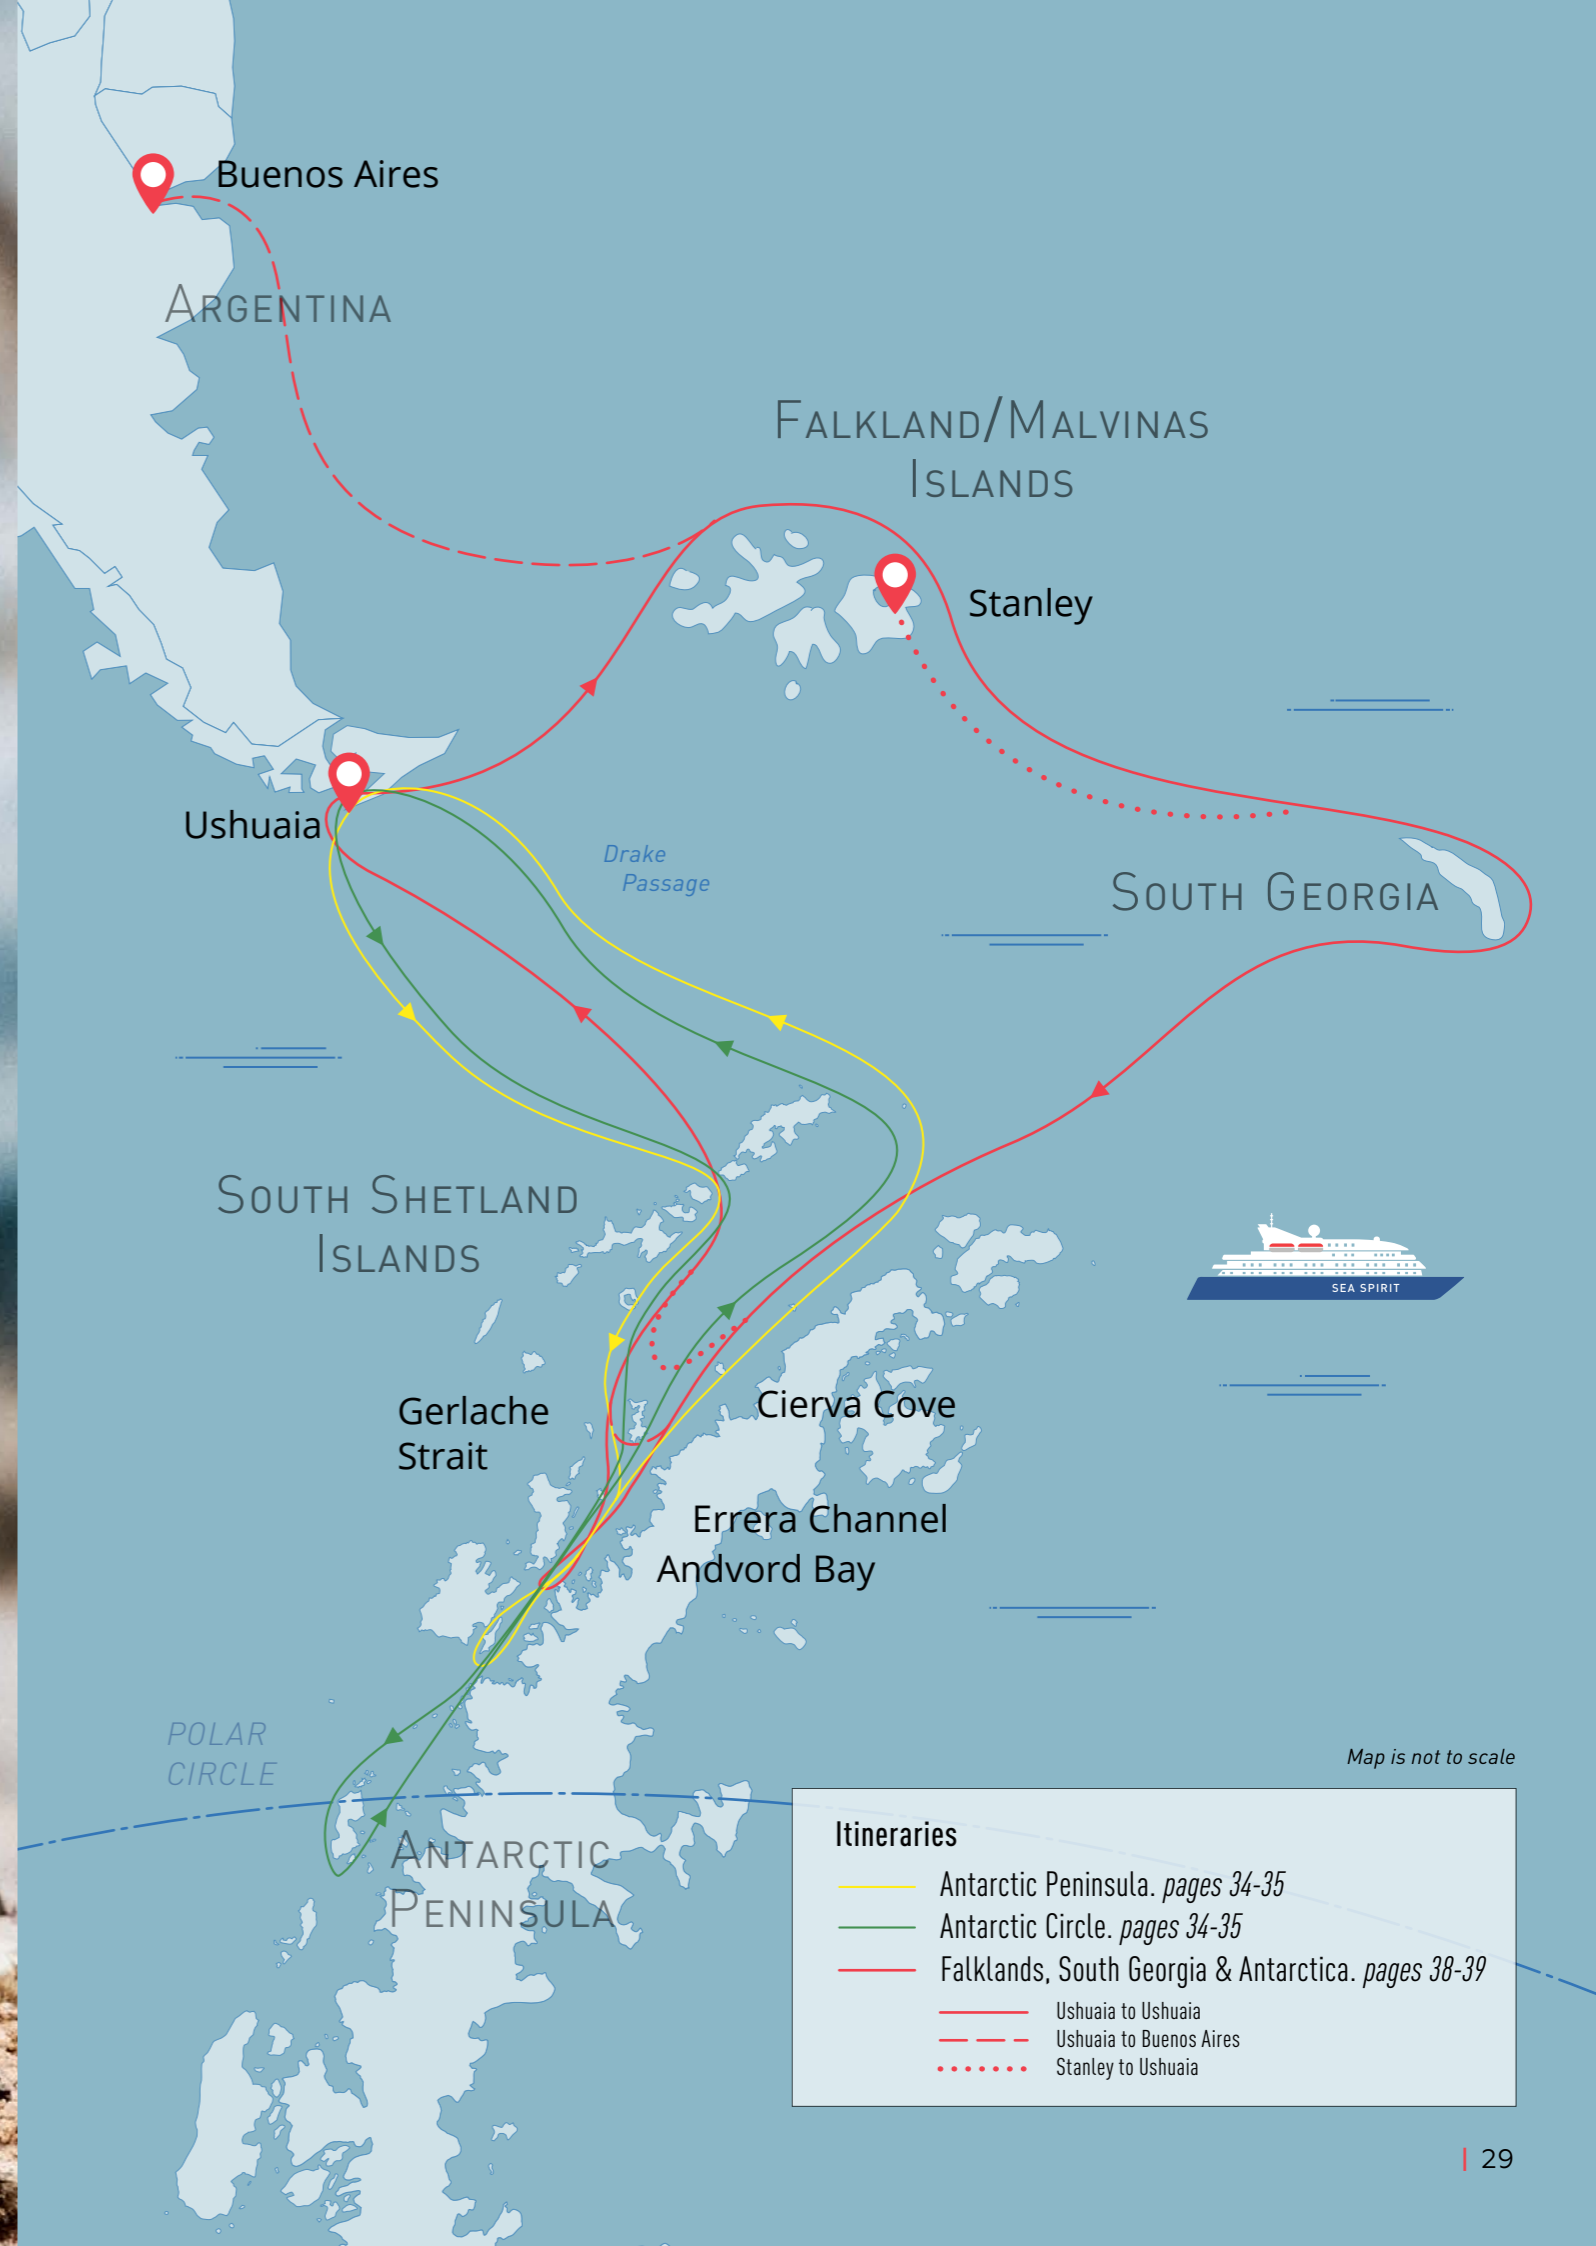 Buenos Aires
ARGENTINA
FALKLAND/MALVINAS
ISLANDS
Stanley
Ushuaia
Drake
Passage
SOUTH GEORGIA
SOUTH SHETLAND
ISLANDS
SEA SPIRIT
Gerlache
Strait
Cierva Cove
Errera Channel
Andvord Bay
POLAR
CIRCLE
Map is not to scale
ANTARCTIC
PENINSULA
Itineraries
Antarctic Peninsula. pages 34-35
Antarctic Circle. pages 34-35
Falklands, South Georgia & Antarctica. pages 38-39
Ushuaia to Ushuaia
Ushuaia to Buenos Aires
Stanley to Ushuaia
| 29